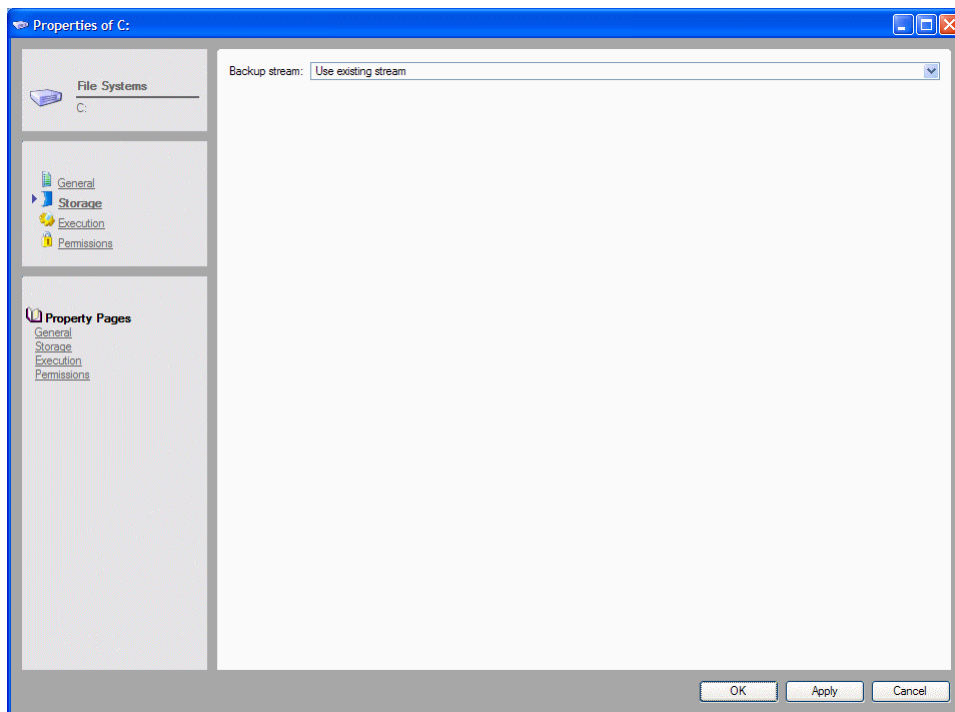 Properties of C:
File Systems
C:
General
Storage
Execution
Permissions
Property Pages
General
Storage
Execution
Permissions
Backup stream: Use existing stream
OK Apply Cancel